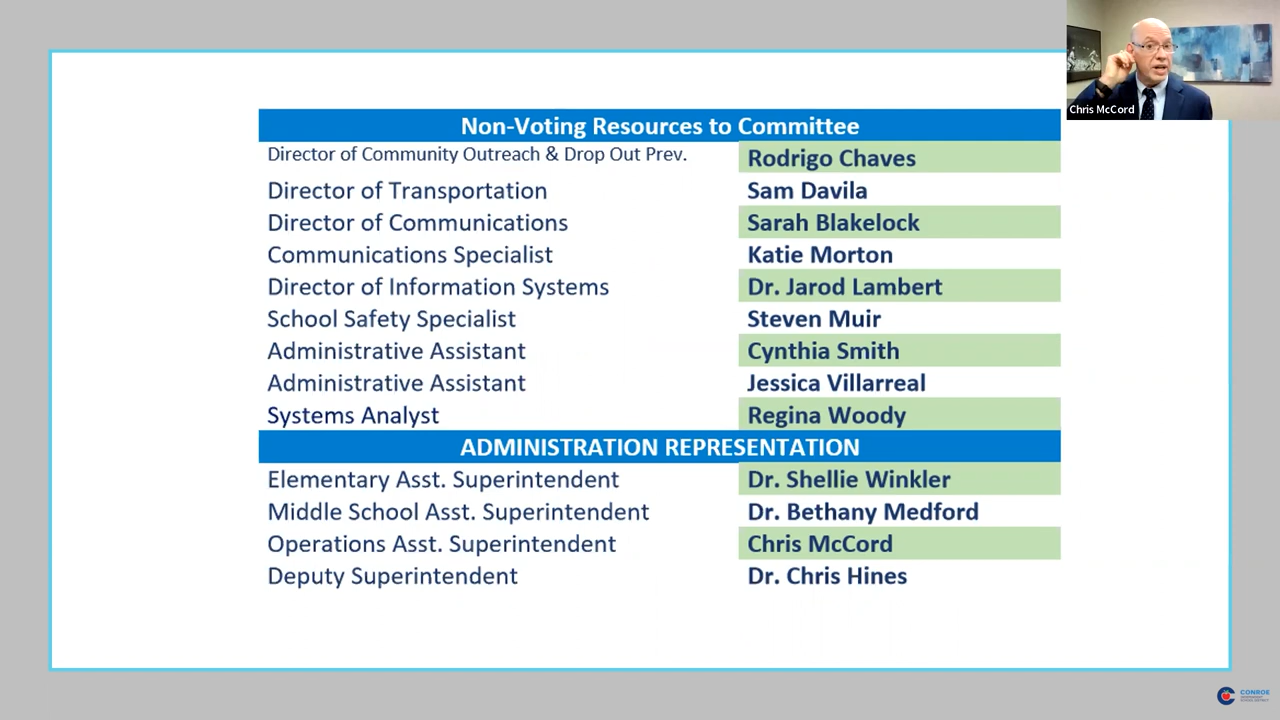 Chris McCord
Non-Voting Resources to Committee
Director of Community Outreach & Drop Out Prev. Rodrigo Chaves
Director of Transportation Sam Davila
Director of Communications Sarah Blakelock
Communications Specialist Katie Morton
Director of Information Systems Dr. Jarod Lambert
School Safety Specialist Steven Muir
Administrative Assistant Cynthia Smith
Administrative Assistant Jessica Villarreal
Systems Analyst Regina Woody
ADMINISTRATION REPRESENTATION
Elementary Asst. Superintendent Dr. Shellie Winkler
Middle School Asst. Superintendent Dr. Bethany Medford
Operations Asst. Superintendent Chris McCord
Deputy Superintendent Dr. Chris Hines
CONROE